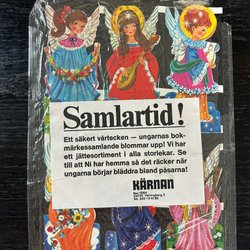 Samlartid!
Ett säkert vårtecken – ungarnas bok-
märkessamlande blommar upp! Vi har
ett jättesortiment i alla storlekar. Se
till att Ni har hemma så det räcker när
ungarna börjar bläddra bland påsarna!
KÄRNAN